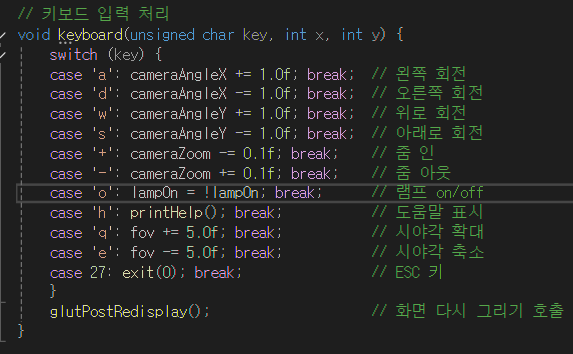 // 키보드 입력 처리
void keyboard(unsigned char key, int x, int y) {
switch (key) {
case 'a': cameraAngleX += 1.0f; break; // 왼쪽 회전
case 'd': cameraAngleX -= 1.0f; break; // 오른쪽 회전
case 'w': cameraAngleY += 1.0f; break; // 위로 회전
case 's': cameraAngleY -= 1.0f; break; // 아래로 회전
case '+': cameraZoom -= 0.1f; break; // 줌 인
case '-': cameraZoom += 0.1f; break; // 줌 아웃
case 'o': lampOn = !lampOn; break; // 램프 on/off
case 'h': printHelp(); break; // 도움말 표시
case 'q': fov += 5.0f; break; // 시야각 확대
case 'e': fov -= 5.0f; break; // 시야각 축소
case 27: exit(0); break; // ESC 키
}
glutPostRedisplay(); // 화면 다시 그리기 호출
}